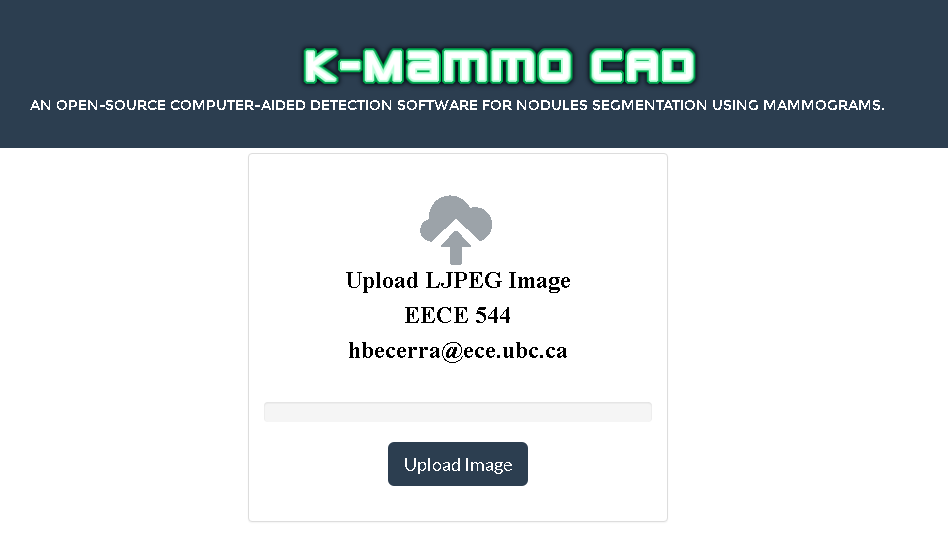 K-Mammo CAD
AN OPEN-SOURCE COMPUTER-AIDED DETECTION SOFTWARE FOR NODULES SEGMENTATION USING MAMMOGRAMS.
Upload LJPEG Image
EECE 544
hbecerra@ece.ubc.ca
Upload Image